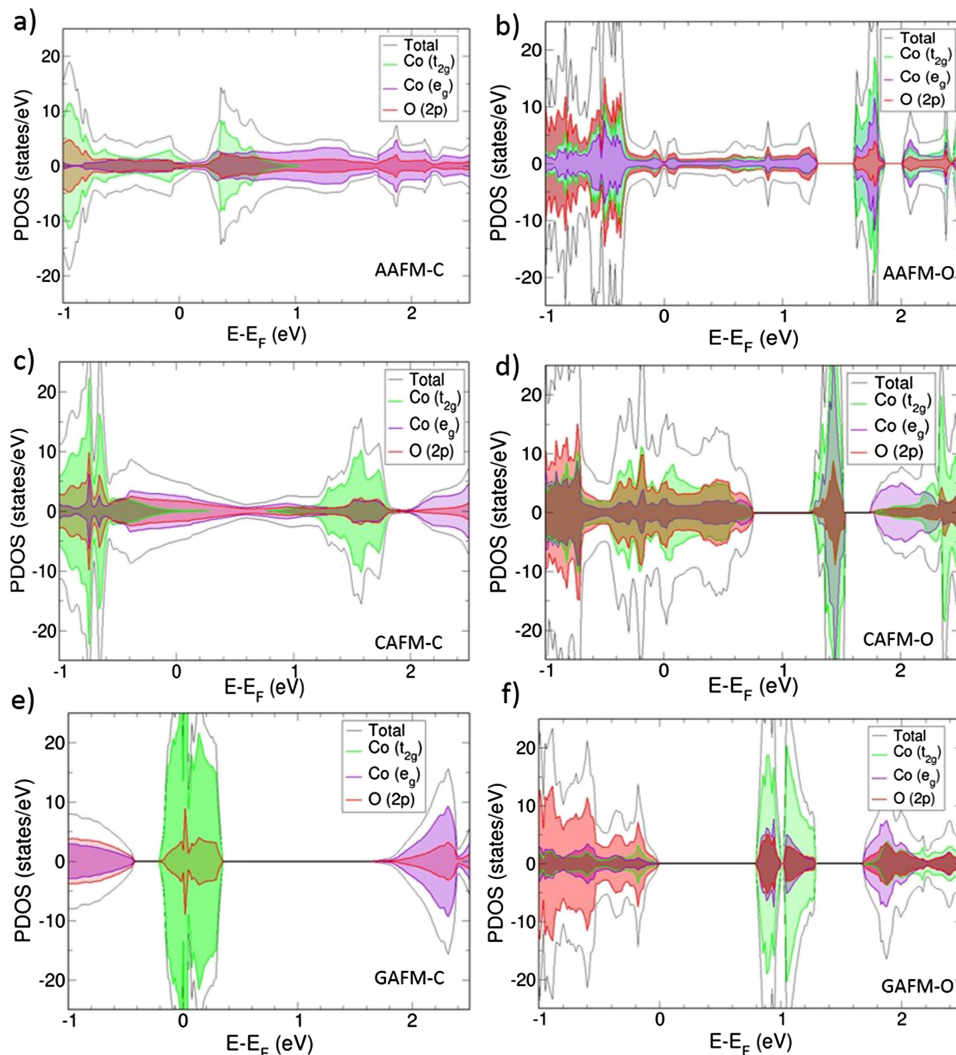 a)
PDOS (states/eV)
20
10
0
-10
-20
Total
Co (t2g)
Co (eg)
O (2p)
AAFM-C
-1 0 1 2
E-EF (eV)
b)
PDOS (states/eV)
20
10
0
-10
-20
Total
Co (t2g)
Co (eg)
O (2p)
AAFM-O
-1 0 1 2
E-EF (eV)
c)
PDOS (states/eV)
20
10
0
-10
-20
Total
Co (t2g)
Co (eg)
O (2p)
CAFM-C
-1 0 1 2
E-EF (eV)
d)
PDOS (states/eV)
20
10
0
-10
-20
Total
Co (t2g)
Co (eg)
O (2p)
CAFM-O
-1 0 1 2
E-EF (eV)
e)
PDOS (states/eV)
20
10
0
-10
-20
Total
Co (t2g)
Co (eg)
O (2p)
GAFM-C
-1 0 1 2
E-EF (eV)
f)
PDOS (states/eV)
20
10
0
-10
-20
Total
Co (t2g)
Co (eg)
O (2p)
GAFM-O
-1 0 1 2
E-EF (eV)